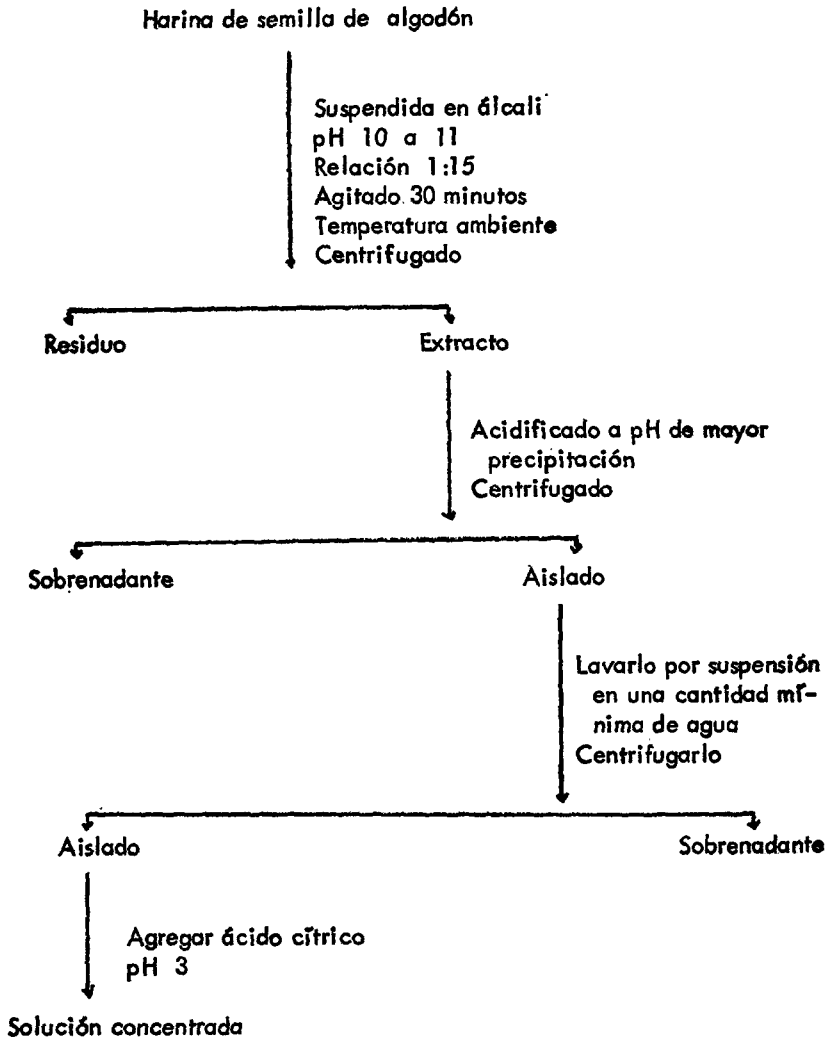 Harina de semilla de algodón
Suspendida en álcali
pH 10 a 11
Relación 1:15
Agitado 30 minutos
Temperatura ambiente
Centrifugado
Residuo
Extracto
Acidificado a pH de mayor
precipitación
Centrifugado
Sobrenadante
Aislado
Lavarlo por suspensión
en una cantidad mí-
nima de agua
Centrifugarlo
Aislado
Sobrenadante
Agregar ácido cítrico
pH 3
Solución concentrada